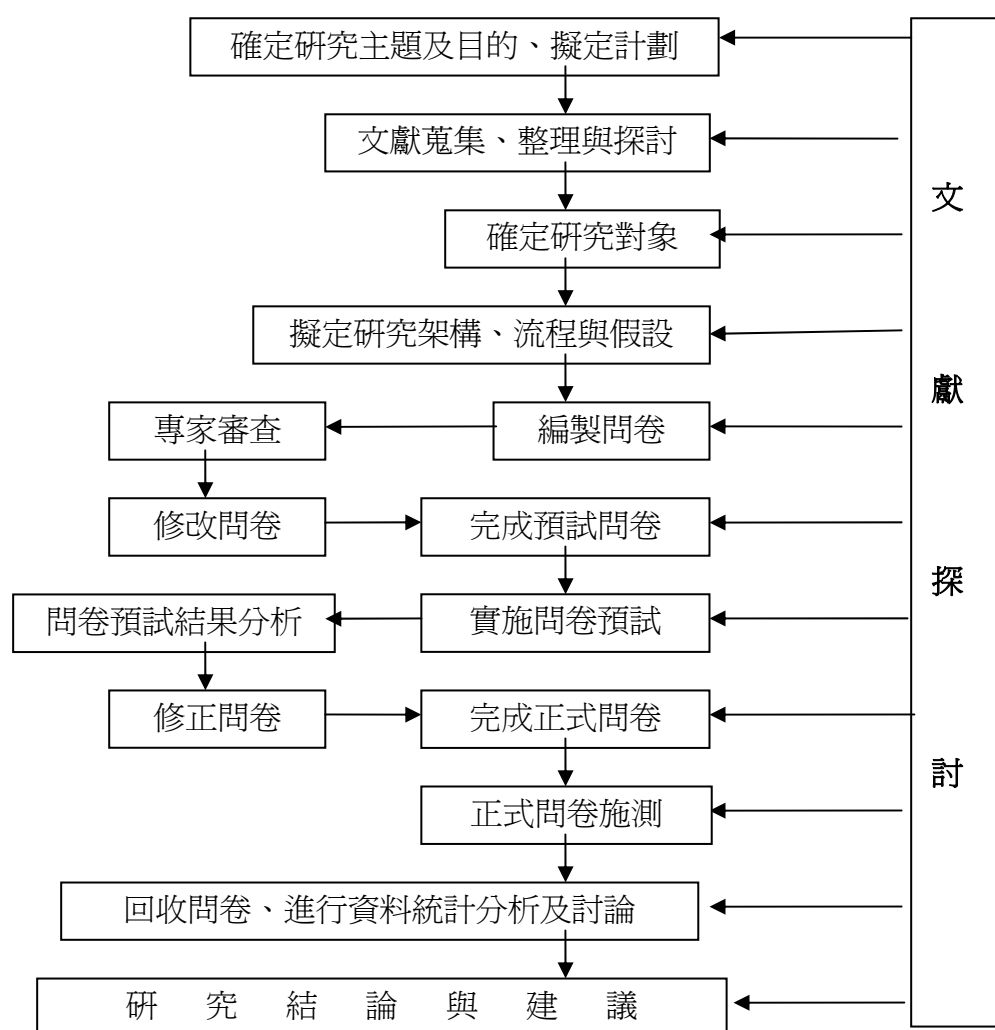 確定研究主題及目的、擬定計劃
文獻蒐集、整理與探討
確定研究對象
擬定研究架構、流程與假設
編製問卷
專家審查
修改問卷
完成預試問卷
實施問卷預試
問卷預試結果分析
修正問卷
完成正式問卷
正式問卷施測
回收問卷、進行資料統計分析及討論
研究結論與建議
文
獻
探
討